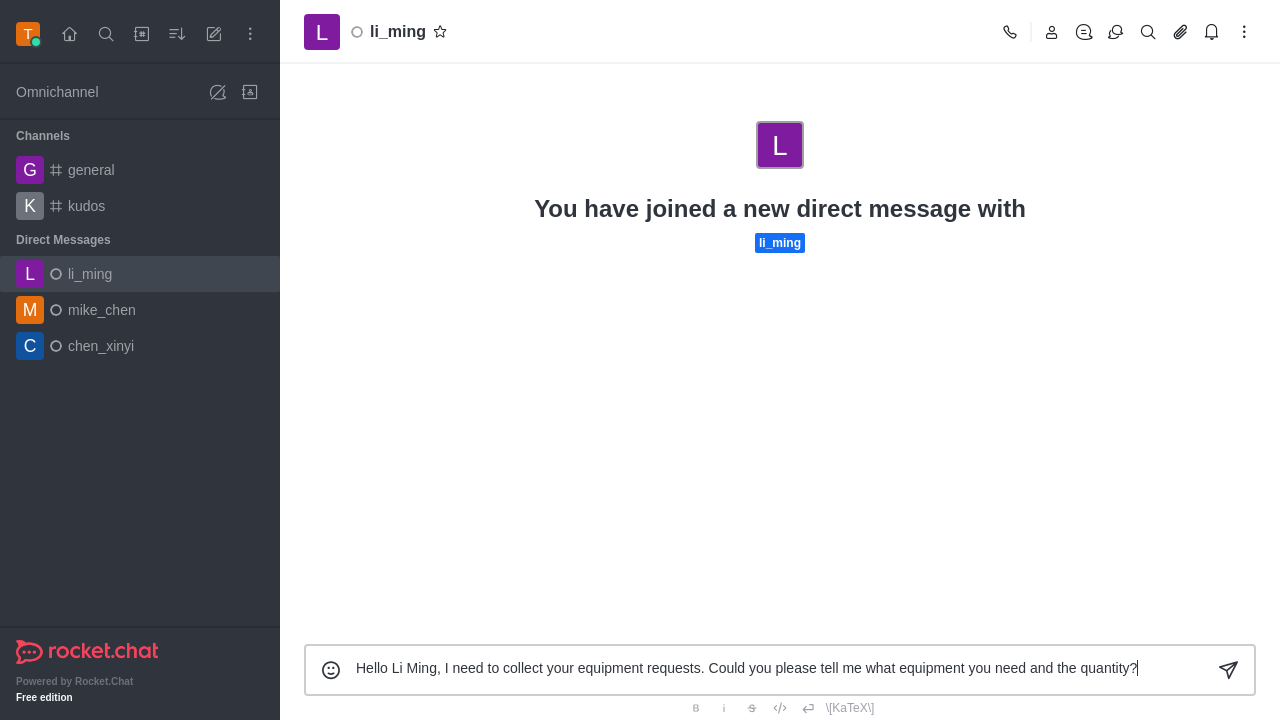 T
L
li_ming
Omnichannel
Channels
G
general
K
kudos
Direct Messages
L
li_ming
M
mike_chen
C
chen_xinyi
L
You have joined a new direct message with
li_ming
Hello Li Ming, I need to collect your equipment requests. Could you please tell me what equipment you need and the quantity?
B i S \[KaTeX\]
rocket.chat
Powered by Rocket.Chat
Free edition